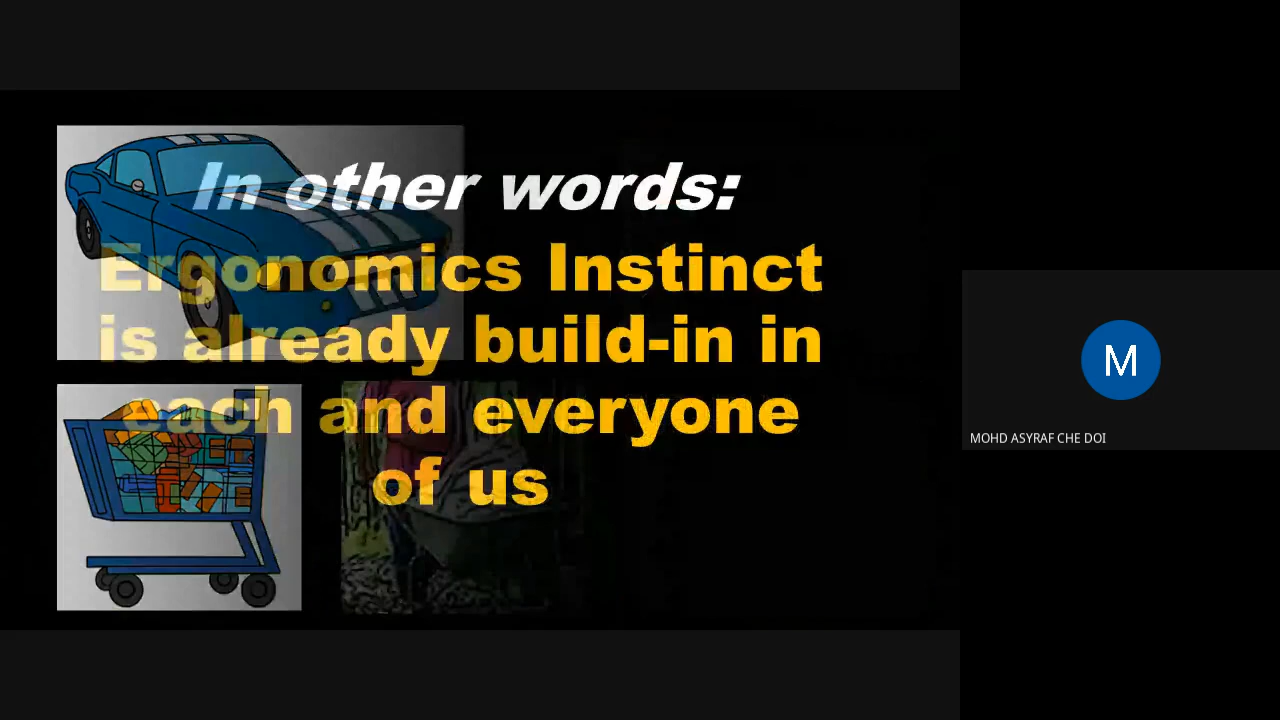 In other words:
Ergonomics Instinct
is already build-in in
each and everyone
of us
M
MOHD ASYRAF CHE DOI